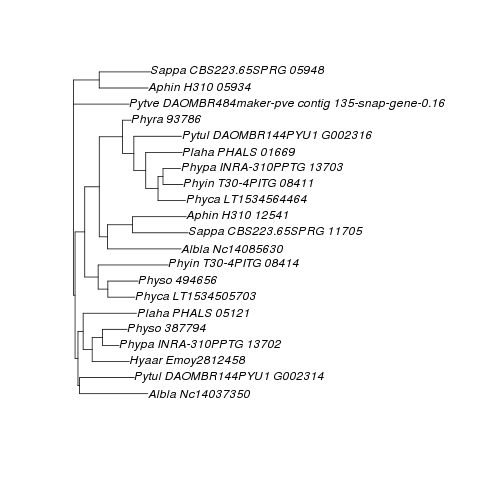 Sappa CBS223.65SPRG 05948
Aphin H310 05934
Pytve DAOMBR484maker-pve contig 135-snap-gene-0.16
Phyra 93786
Pytul DAOMBR144PYU1 G002316
Plaha PHALS 01669
Phypa INRA-310PPTG 13703
Phyin T30-4PITG 08411
Phyca LT1534564464
Aphin H310 12541
Sappa CBS223.65SPRG 11705
Albla Nc14085630
Phyin T30-4PITG 08414
Physo 494656
Phyca LT1534505703
Plaha PHALS 05121
Physo 387794
Phypa INRA-310PPTG 13702
Hyaar Emoy2812458
Pytul DAOMBR144PYU1 G002314
Albla Nc14037350